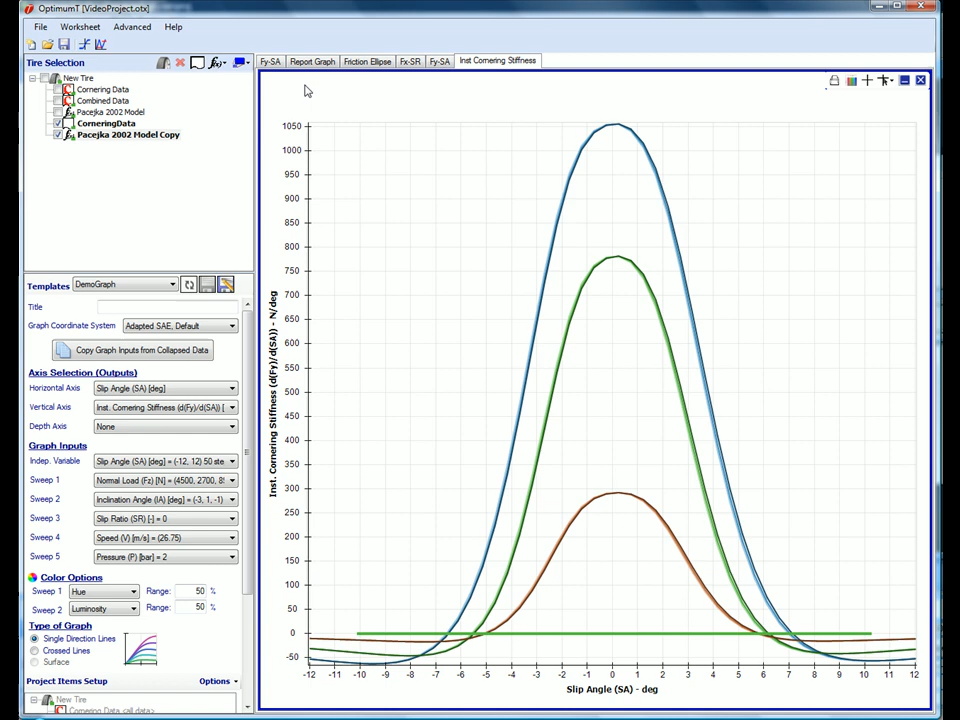 OptimumT [VideoProject.otx]
File Worksheet Advanced Help
Tire Selection
New Tire
Cornering Data
Combined Data
Pacejka 2002 Model
CorneringData
Pacejka 2002 Model Copy
Templates DemoGraph
Title
Graph Coordinate System Adapted SAE, Default
Copy Graph Inputs from Collapsed Data
Axis Selection (Outputs)
Horizontal Axis Slip Angle (SA) [deg]
Vertical Axis Inst. Cornering Stiffness (d(Fy)/d(SA)) [
Depth Axis None
Graph Inputs
Indep. Variable Slip Angle (SA) [deg] = (-12, 12) 50 ste
Sweep 1 Normal Load (Fz) [N] = (4500, 2700, 8
Sweep 2 Inclination Angle (IA) [deg] = (-3, 1, -1)
Sweep 3 Slip Ratio (SR) [-] = 0
Sweep 4 Speed (V) [m/s] = (26.75)
Sweep 5 Pressure (P) [bar] = 2
Color Options
Sweep 1 Hue Range: 50 %
Sweep 2 Luminosity Range: 50 %
Type of Graph
Single Direction Lines
Crossed Lines
Surface
Project Items Setup Options
New Tire
Cornering Data <all data>
Fy-SA Report Graph Friction Ellipse Fx-SR Fy-SA Inst Cornering Stiffness
1050
1000
950
900
850
800
750
700
650
600
550
500
450
400
350
300
250
200
150
100
50
0
-50
Inst. Cornering Stiffness (d(Fy)/d(SA)) - N/deg
-12 -11 -10 -9 -8 -7 -6 -5 -4 -3 -2 -1 0 1 2 3 4 5 6 7 8 9 10 11 12
Slip Angle (SA) - deg